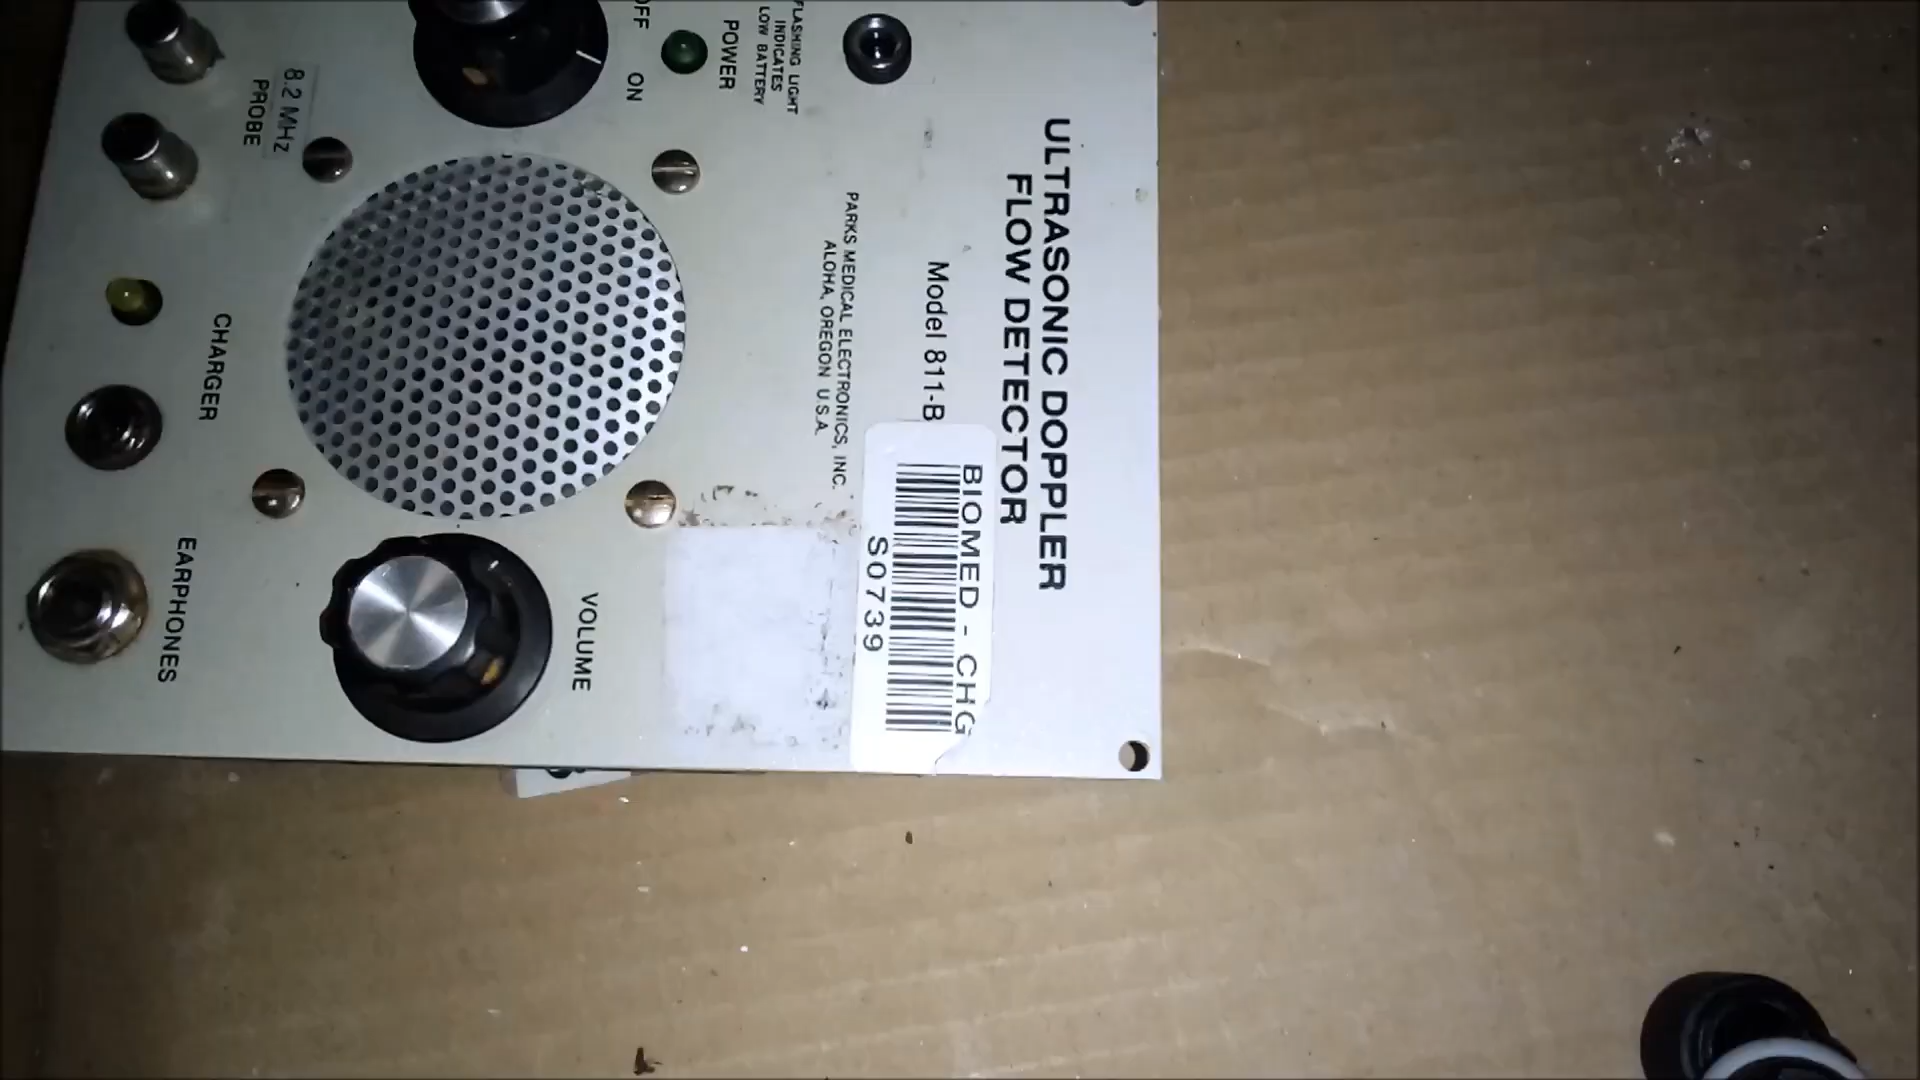 ULTRASONIC DOPPLER
FLOW DETECTOR
Model 811-B
BIOMED - CHG
S0739
PARKS MEDICAL ELECTRONICS, INC.
ALOHA, OREGON U.S.A.
FLASHING LIGHT
INDICATES
LOW BATTERY
POWER
OFF
ON
VOLUME
8.2 MHz
PROBE
CHARGER
EARPHONES